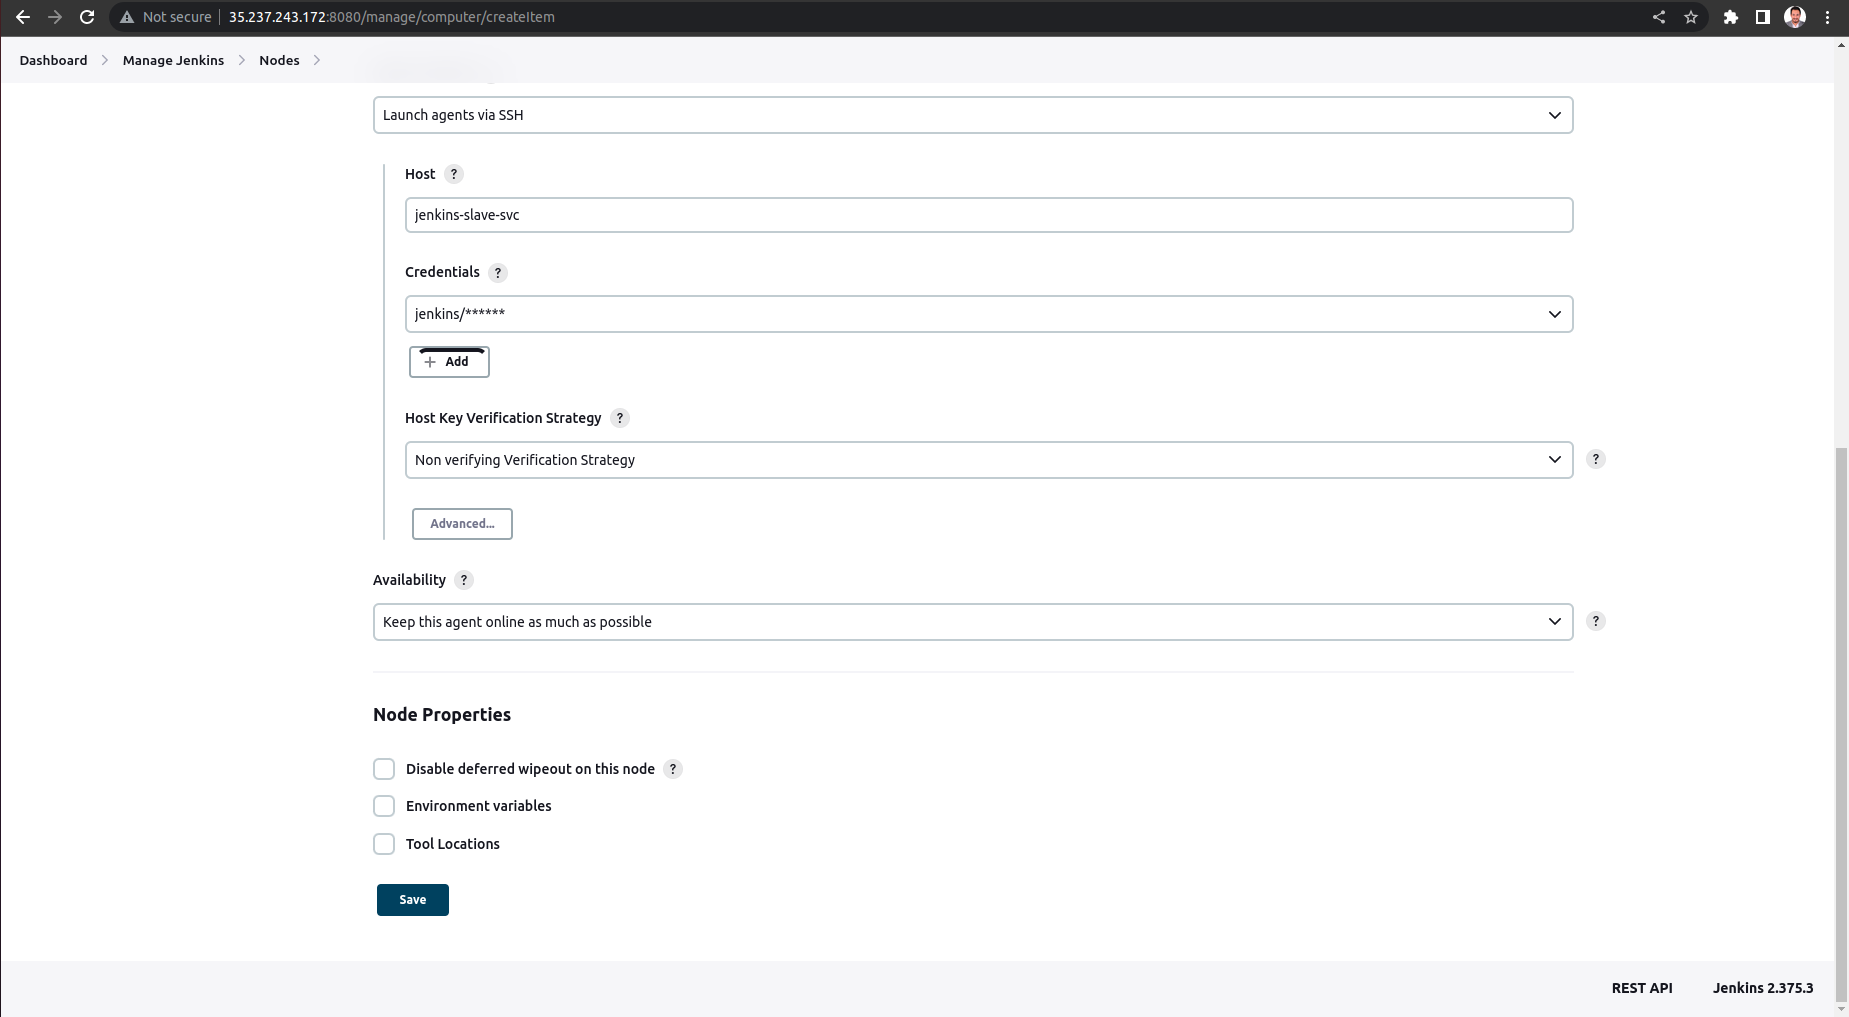 Not secure 35.237.243.172:8080/manage/computer/createItem
Dashboard Manage Jenkins Nodes
Launch agents via SSH
Host ?
jenkins-slave-svc
Credentials ?
jenkins/******
+ Add
Host Key Verification Strategy ?
Non verifying Verification Strategy ?
Advanced...
Availability ?
Keep this agent online as much as possible ?
Node Properties
Disable deferred wipeout on this node ?
Environment variables
Tool Locations
Save
REST API Jenkins 2.375.3